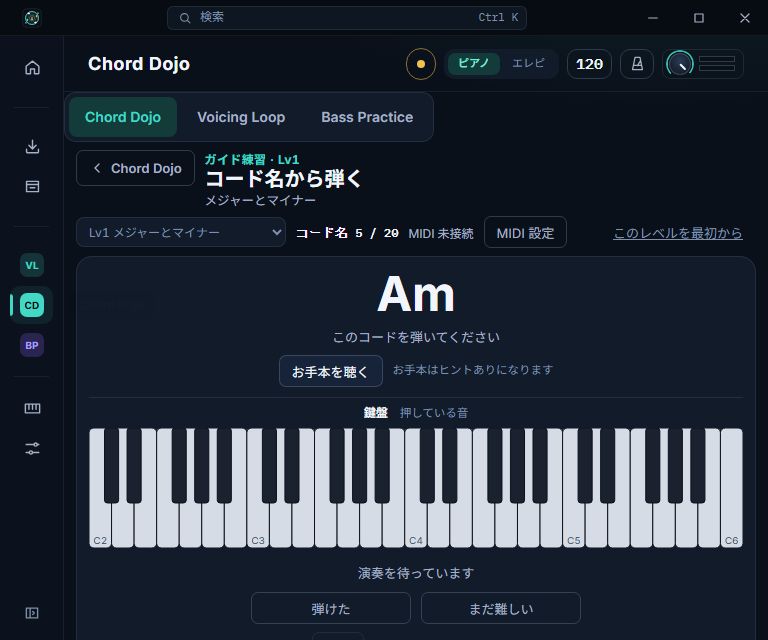 検索 Ctrl K
Chord Dojo
ピアノ エレピ 120
Chord Dojo Voicing Loop Bass Practice
Chord Dojo
ガイド練習 · Lv1
コード名から弾く
メジャーとマイナー
Lv1 メジャーとマイナー コード名 5 / 20 MIDI 未接続 MIDI 設定 このレベルを最初から
VL
CD
BP
Am
このコードを弾いてください
お手本を聴く お手本はヒントありになります
鍵盤 押している音
C2 C3 C4 C5 C6
演奏を待っています
弾けた まだ難しい